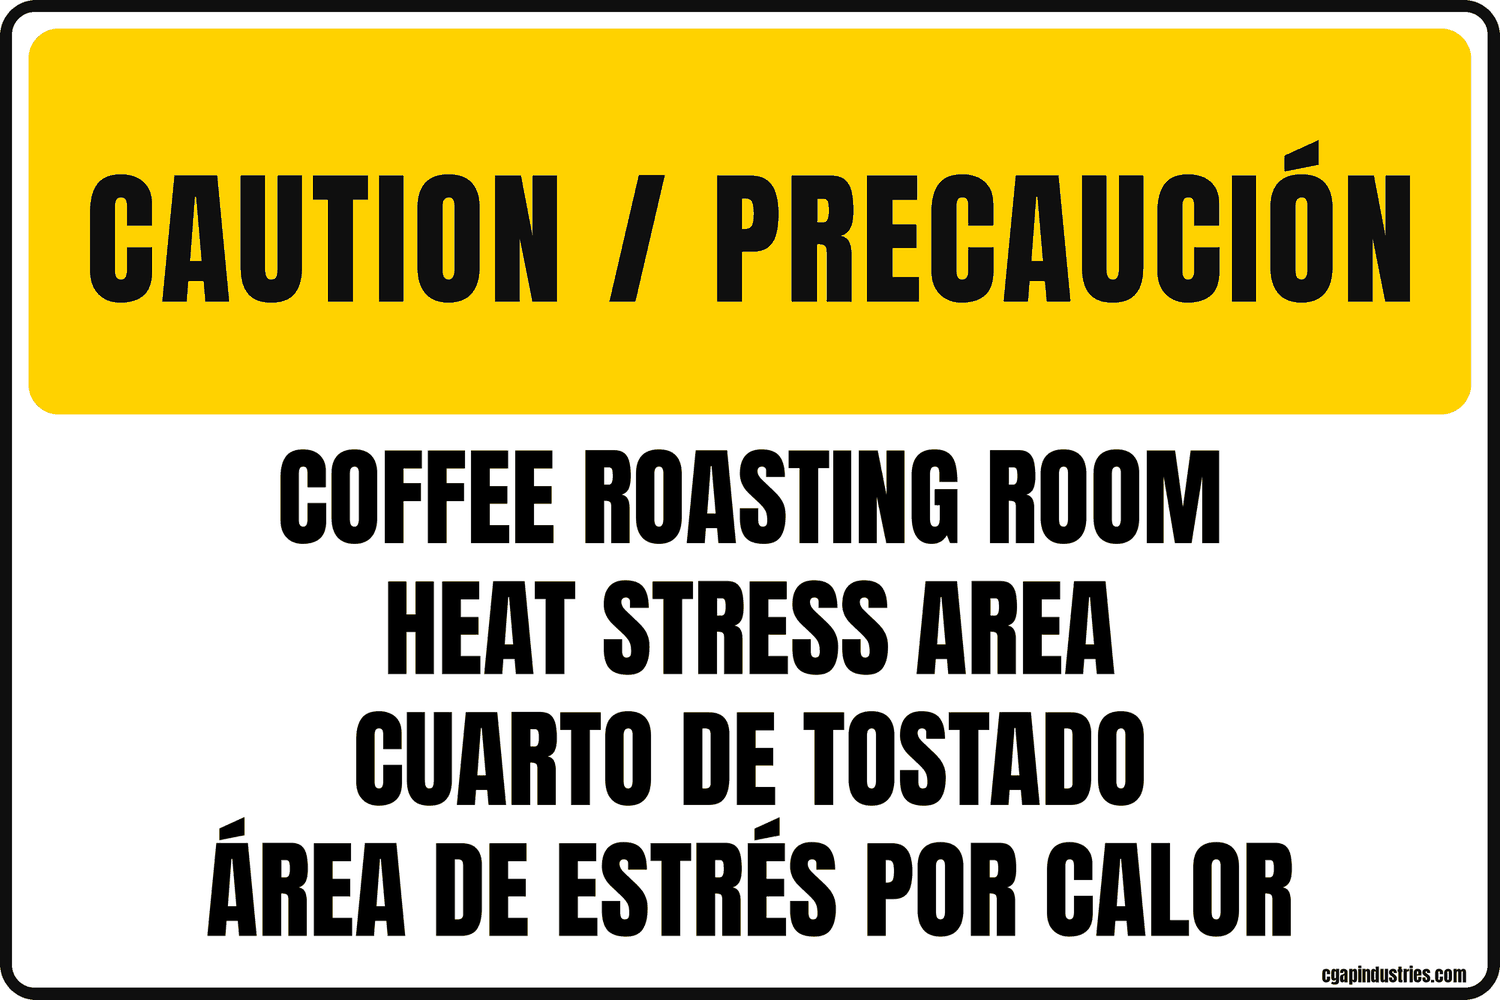 CAUTION / PRECAUCIÓN
COFFEE ROASTING ROOM
HEAT STRESS AREA
CUARTO DE TOSTADO
ÁREA DE ESTRÉS POR CALOR
cgapindustries.com